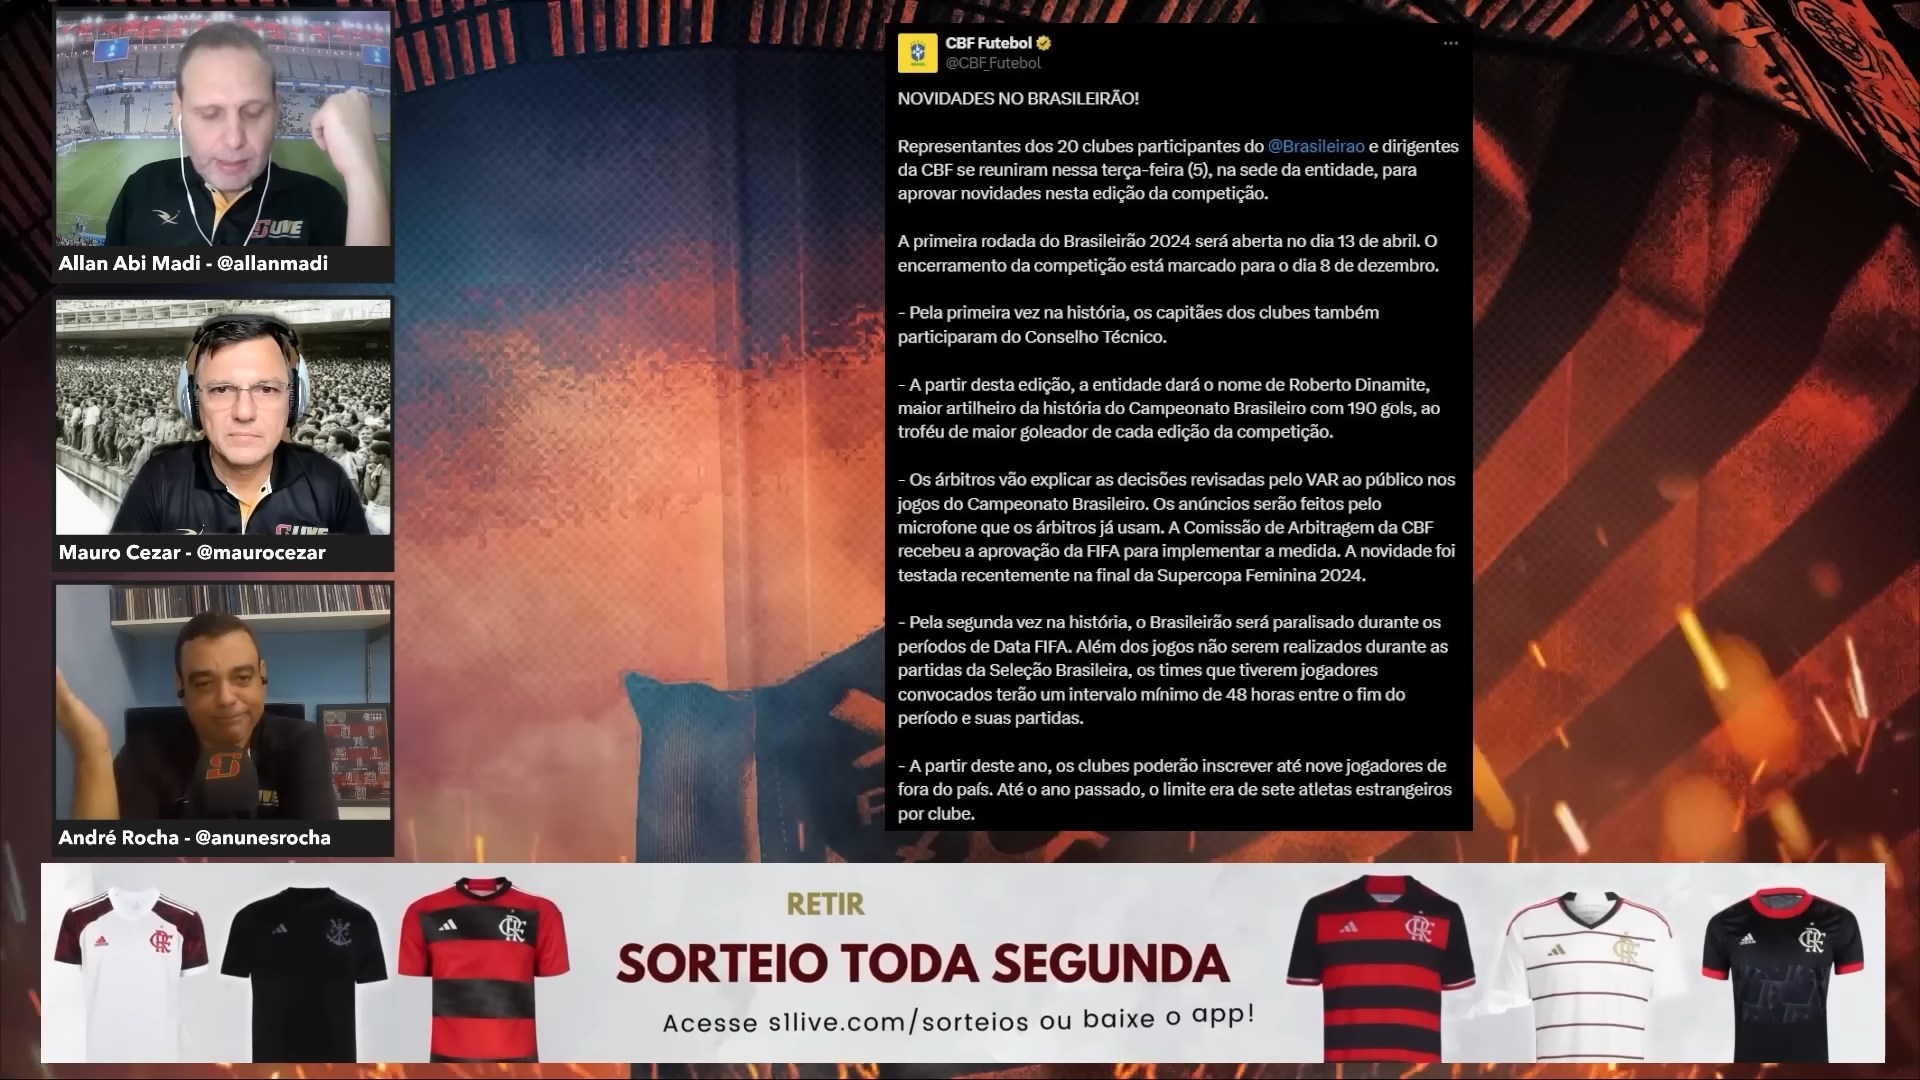 Allan Abi Madi - @allanmadi
Mauro Cezar - @maurocezar
André Rocha - @anunesrocha
CBF Futebol
@CBF_Futebol
NOVIDADES NO BRASILEIRÃO!
Representantes dos 20 clubes participantes do @Brasileirao e dirigentes
da CBF se reuniram nessa terça-feira (5), na sede da entidade, para
aprovar novidades nesta edição da competição.
A primeira rodada do Brasileirão 2024 será aberta no dia 13 de abril. O
encerramento da competição está marcado para o dia 8 de dezembro.
- Pela primeira vez na história, os capitães dos clubes também
participaram do Conselho Técnico.
- A partir desta edição, a entidade dará o nome de Roberto Dinamite,
maior artilheiro da história do Campeonato Brasileiro com 190 gols, ao
troféu de maior goleador de cada edição da competição.
- Os árbitros vão explicar as decisões revisadas pelo VAR ao público nos
jogos do Campeonato Brasileiro. Os anúncios serão feitos pelo
microfone que os árbitros já usam. A Comissão de Arbitragem da CBF
recebeu a aprovação da FIFA para implementar a medida. A novidade foi
testada recentemente na final da Supercopa Feminina 2024.
- Pela segunda vez na história, o Brasileirão será paralisado durante os
períodos de Data FIFA. Além dos jogos não serem realizados durante as
partidas da Seleção Brasileira, os times que tiverem jogadores
convocados terão um intervalo mínimo de 48 horas entre o fim do
período e suas partidas.
- A partir deste ano, os clubes poderão inscrever até nove jogadores de
fora do país. Até o ano passado, o limite era de sete atletas estrangeiros
por clube.
RETIR
SORTEIO TODA SEGUNDA
Acesse s1live.com/sorteios ou baixe o app!